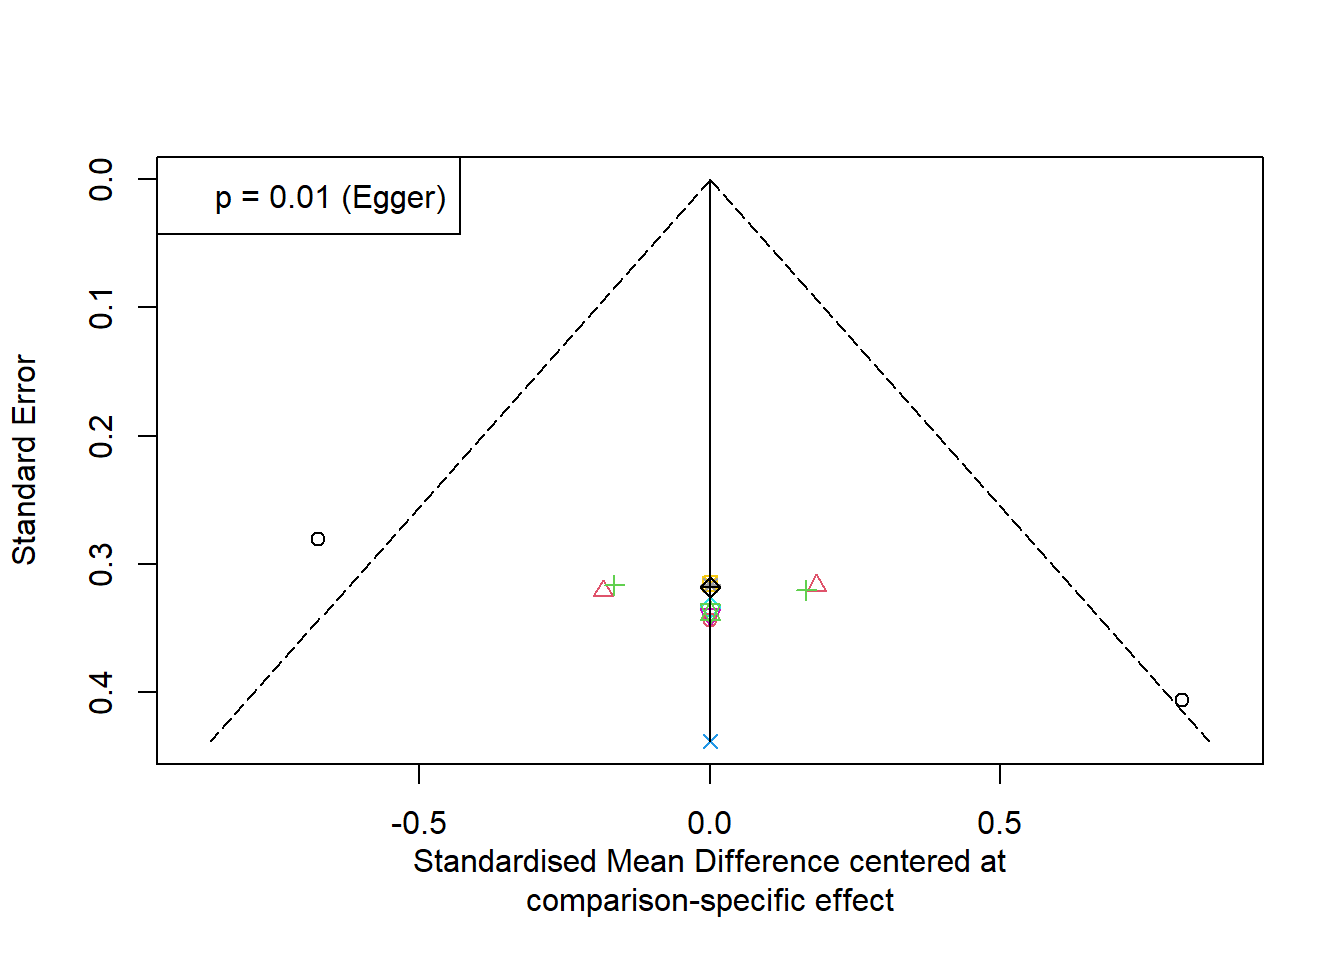 p = 0.01 (Egger)
0.0
0.1
0.2
0.3
0.4
Standard Error
-0.5
0.0
0.5
Standardised Mean Difference centered at
comparison-specific effect